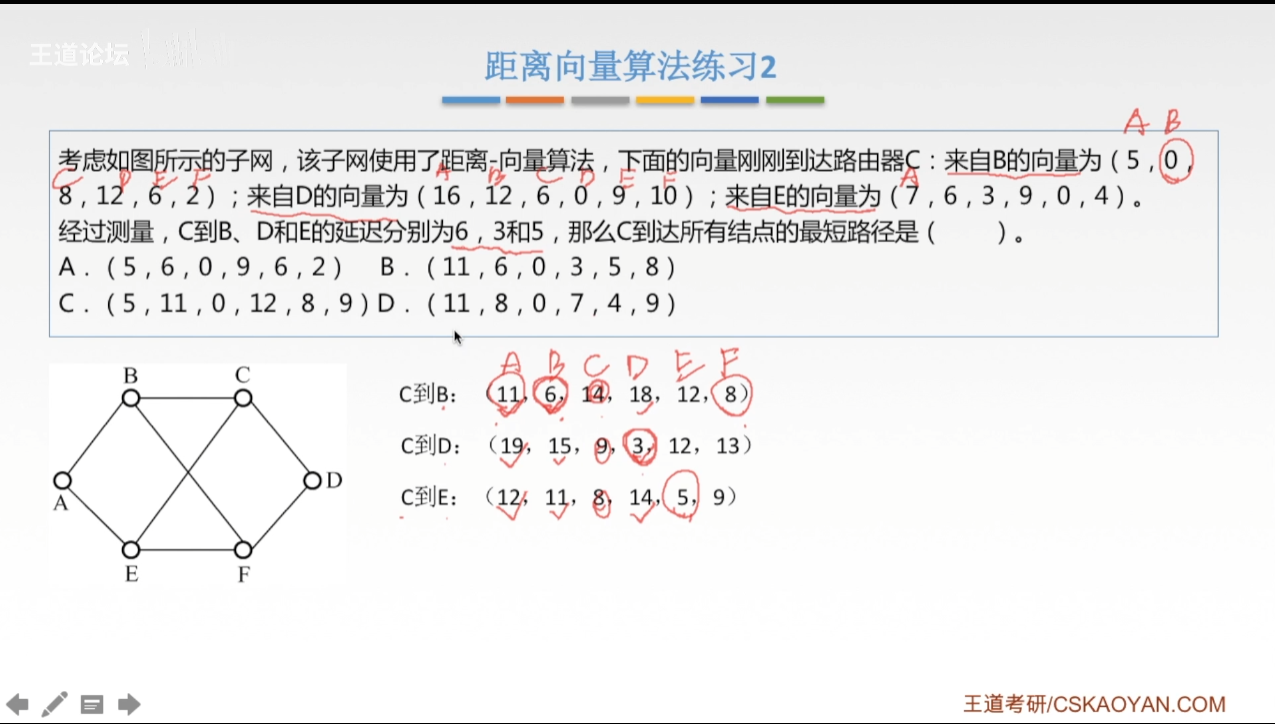 王道论坛
距离向量算法练习2
A B
考虑如图所示的子网，该子网使用了距离-向量算法，下面的向量刚刚到达路由器C：来自B的向量为（5，0，
C D E F A B C D E F A
8，12，6，2）；来自D的向量为（16，12，6，0，9，10）；来自E的向量为（7，6，3，9，0，4）。
经过测量，C到B、D和E的延迟分别为6，3和5，那么C到达所有结点的最短路径是（ ）。
A．（5，6，0，9，6，2） B．（11，6，0，3，5，8）
C．（5，11，0，12，8，9）D．（11，8，0，7，4，9）
A B C D E F
C到B：（11，6，14，18，12，8）
C到D：（19，15，9，3，12，13）
C到E：（12，11，8，14，5，9）
B C
A D
E F
王道考研/CSKAOYAN.COM